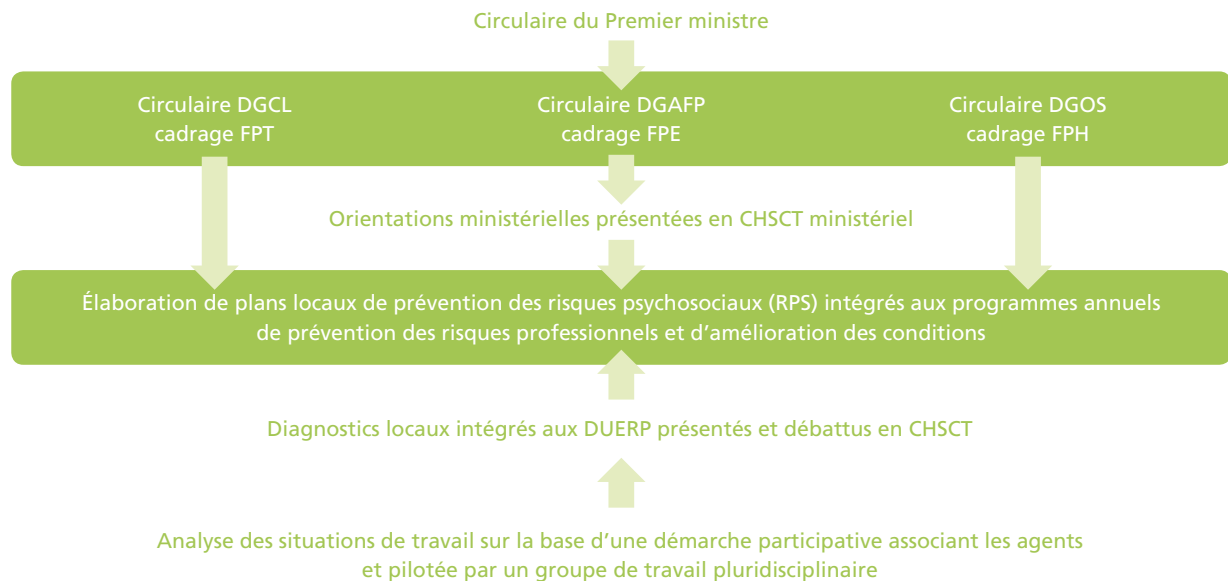 Circulaire du Premier ministre
Circulaire DGCL
cadrage FPT
Circulaire DGAFP
cadrage FPE
Circulaire DGOS
cadrage FPH
Orientations ministérielles présentées en CHSCT ministériel
Élaboration de plans locaux de prévention des risques psychosociaux (RPS) intégrés aux programmes annuels
de prévention des risques professionnels et d’amélioration des conditions
Diagnostics locaux intégrés aux DUERP présentés et débattus en CHSCT
Analyse des situations de travail sur la base d’une démarche participative associant les agents
et pilotée par un groupe de travail pluridisciplinaire